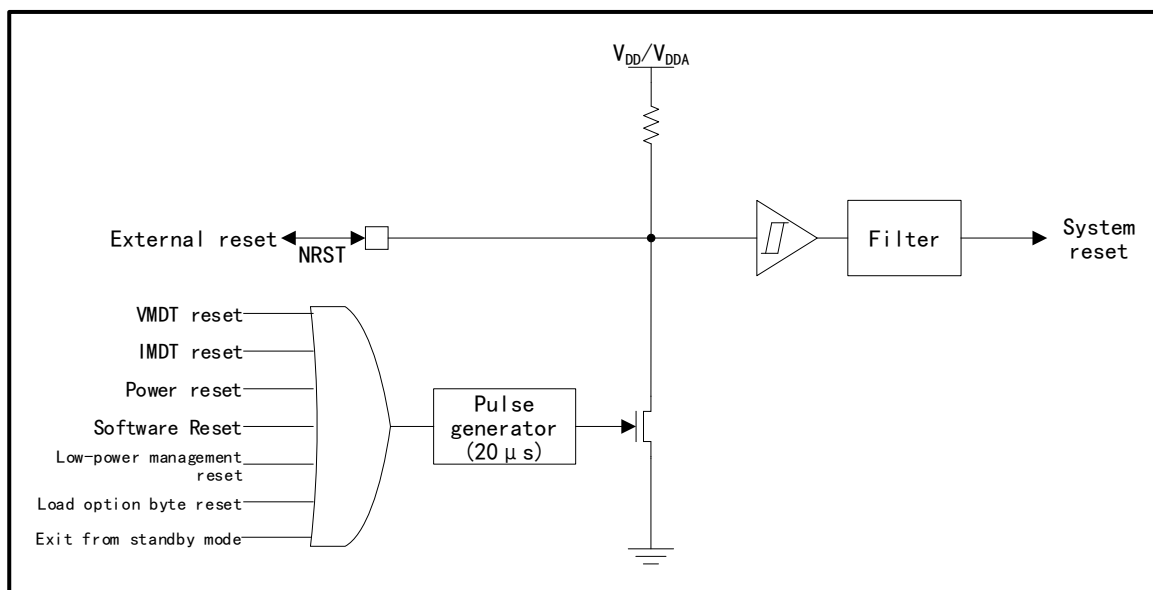 VDD/VDDA
External reset
NRST
Filter
System
reset
VMDT reset
IMDT reset
Power reset
Software Reset
Low-power management
reset
Load option byte reset
Exit from standby mode
Pulse
generator
(20μs)